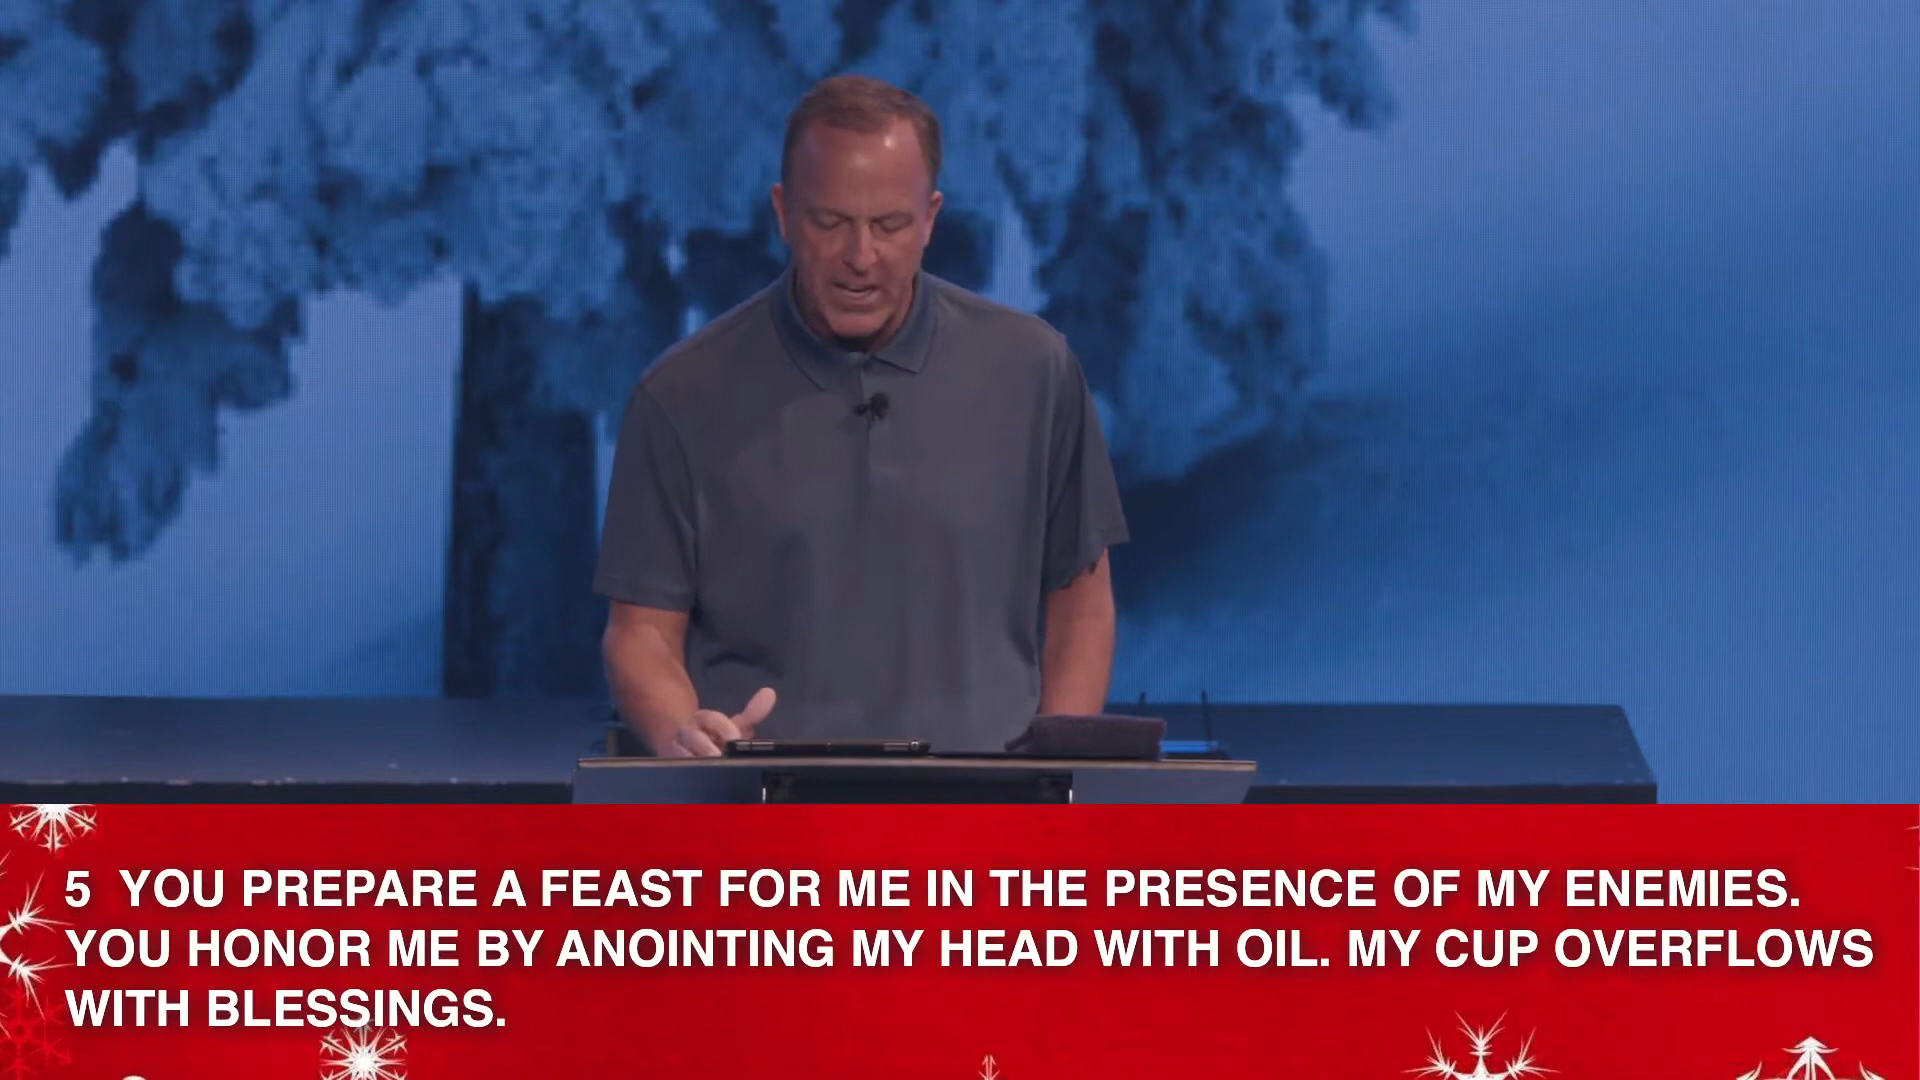 5 YOU PREPARE A FEAST FOR ME IN THE PRESENCE OF MY ENEMIES.
YOU HONOR ME BY ANOINTING MY HEAD WITH OIL. MY CUP OVERFLOWS
WITH BLESSINGS.